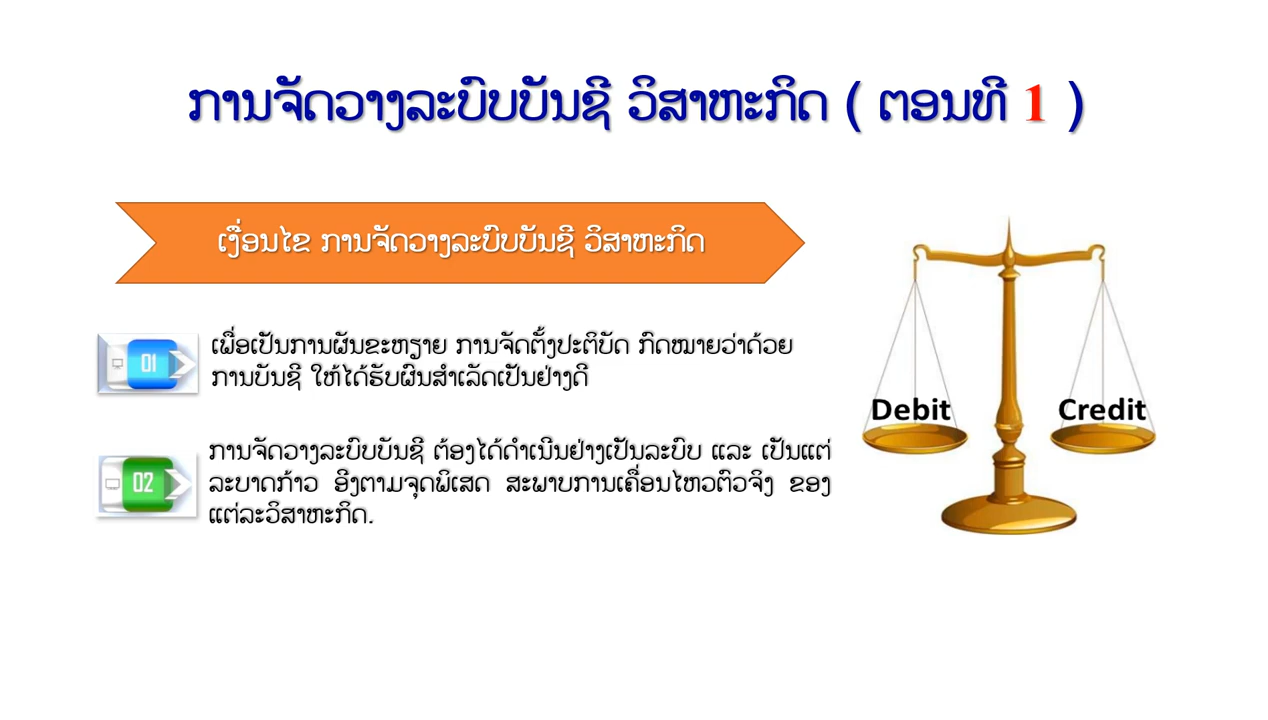 ການຈັດວາງລະບົບບັນຊີ ວິສາຫະກິດ ( ຕອນທີ 1 )
ເງື່ອນໄຂ ການຈັດວາງລະບົບບັນຊີ ວິສາຫະກິດ
01
ເພື່ອເປັນການຜັນຂະຫຽາຍ ການຈັດຕັ້ງປະຕິບັດ ກົດໝາຍວ່າດ້ວຍ
ການບັນຊີ ໃຫ້ໄດ້ຮັບຜົນສຳເລັດເປັນຢ່າງດີ
02
ການຈັດວາງລະບົບບັນຊີ ຕ້ອງໄດ້ດຳເນີນຢ່າງເປັນລະບົບ ແລະ ເປັນແຕ່
ລະບາດກ້າວ ອີງຕາມຈຸດພິເສດ ສະພາບການເຄື່ອນໄຫວຕົວຈິງ ຂອງ
ແຕ່ລະວິສາຫະກິດ.
Debit
Credit